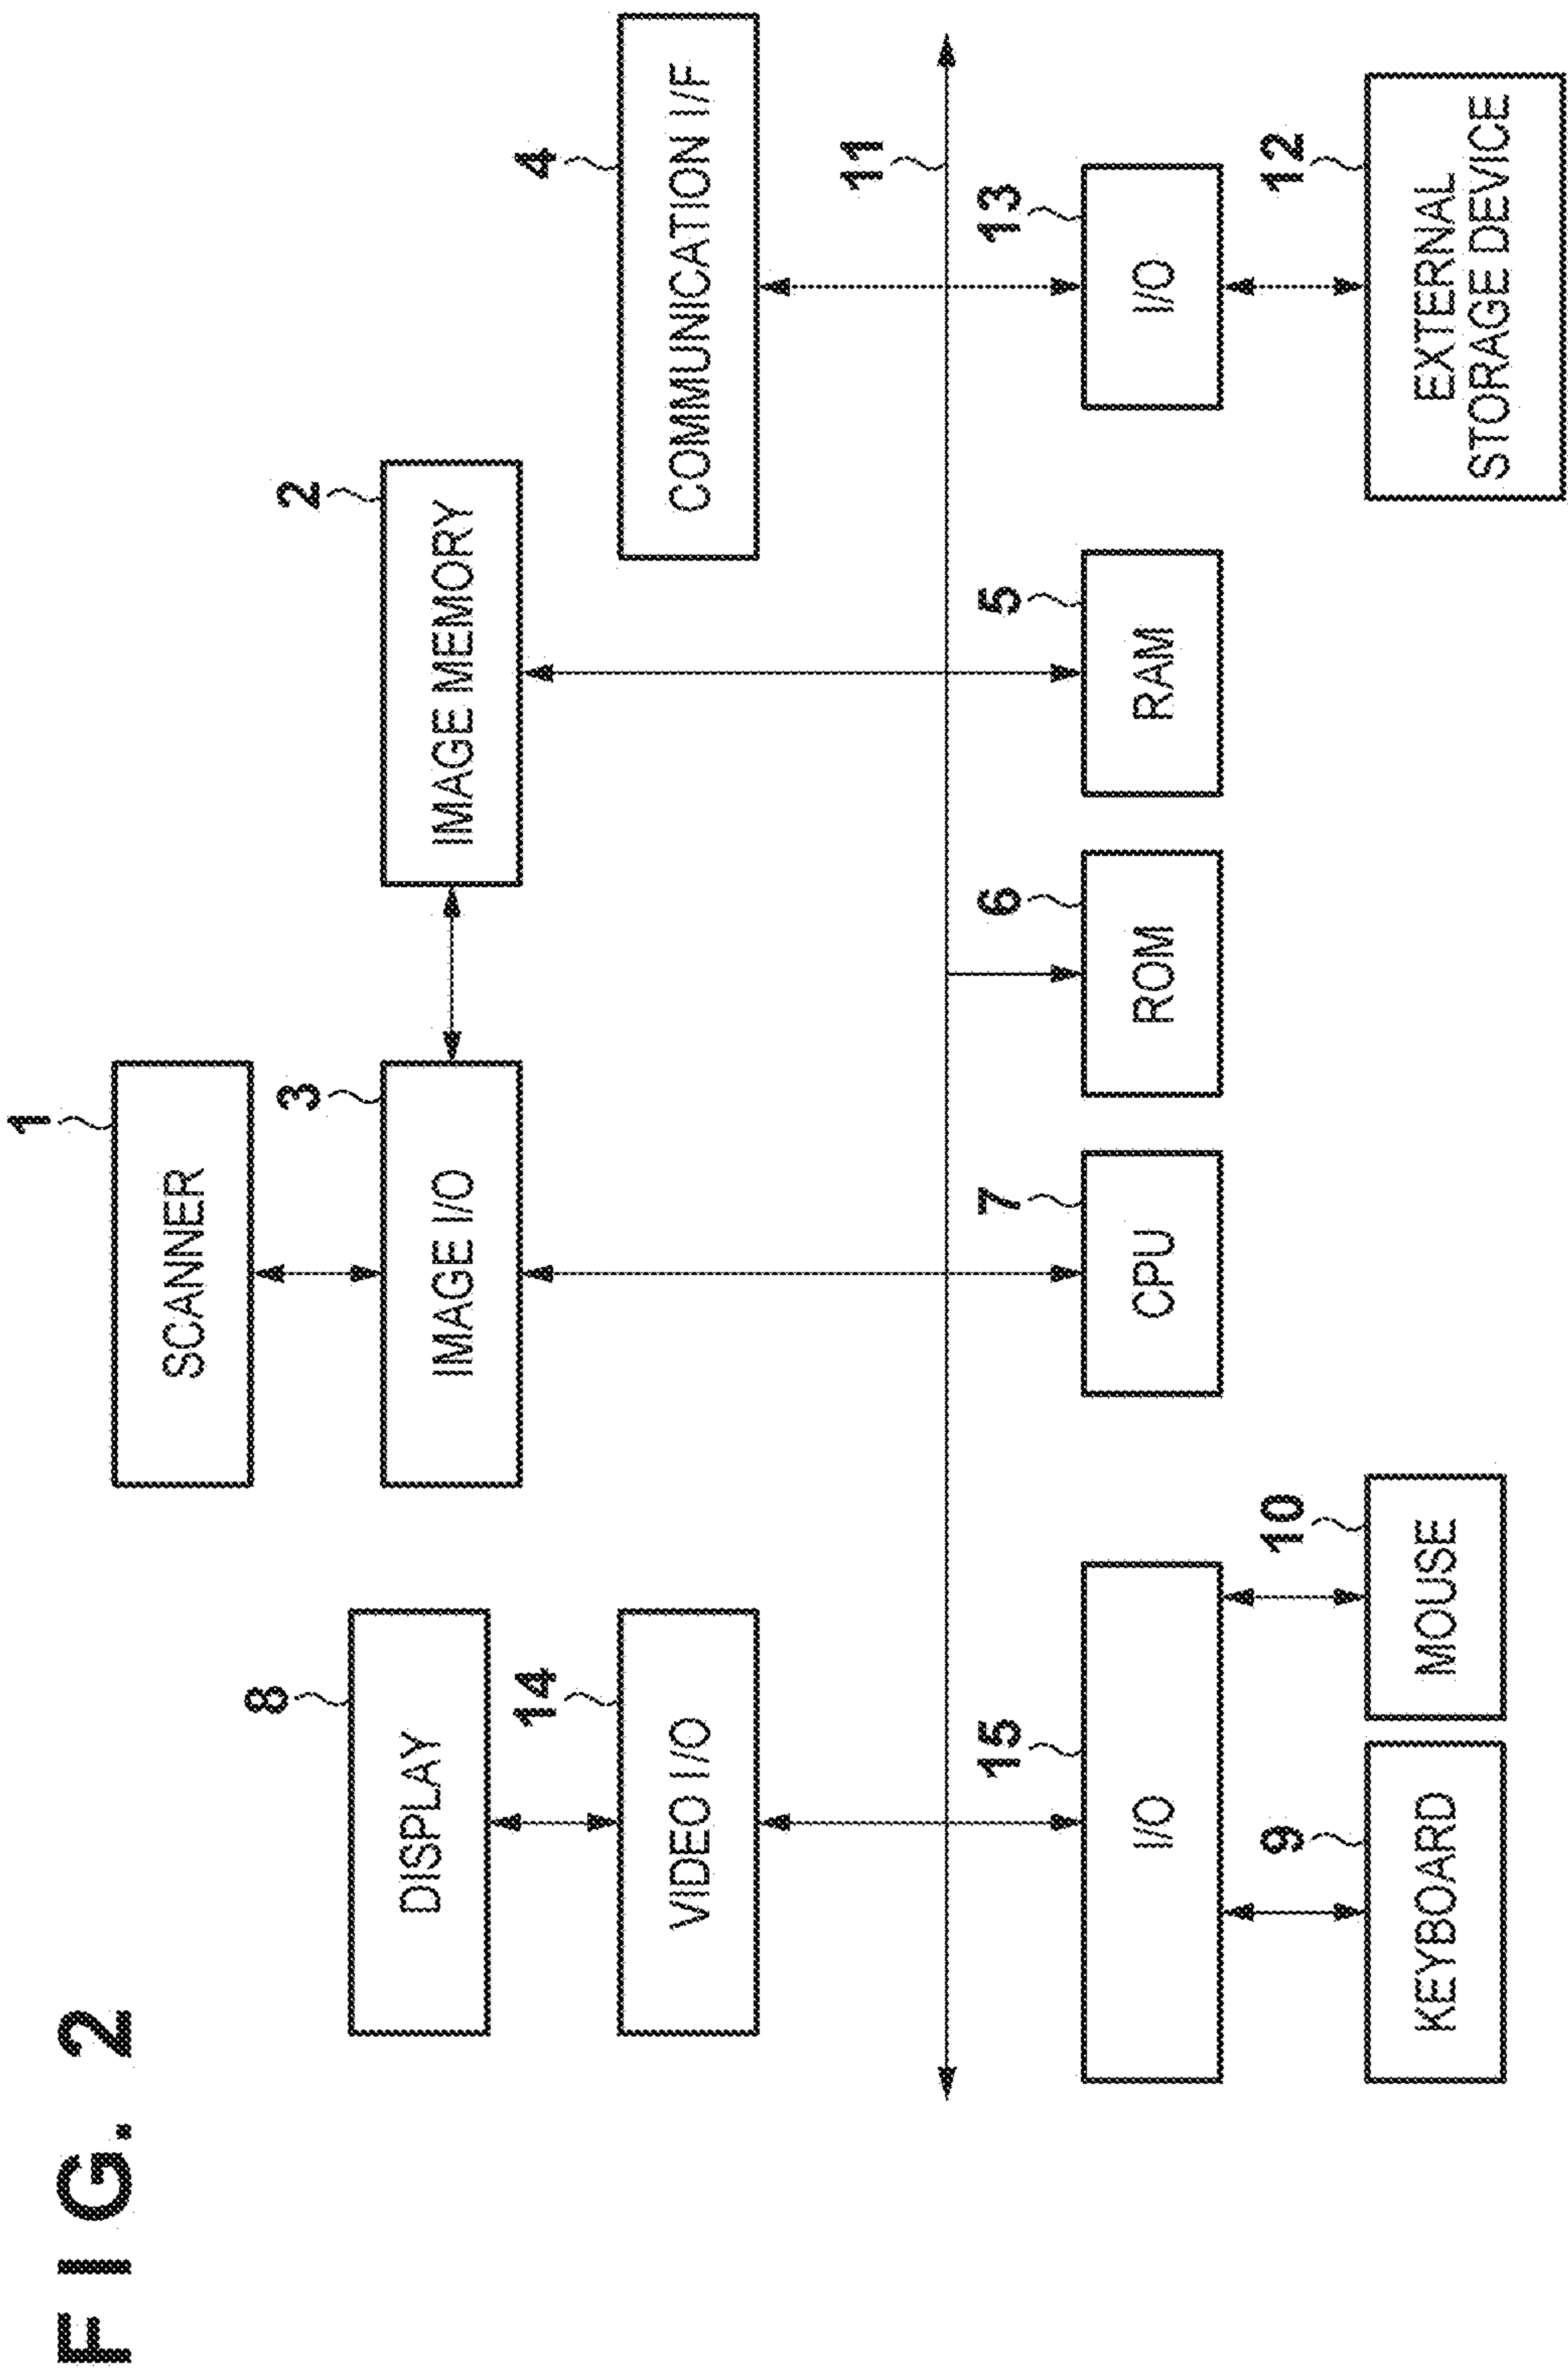 FIG. 2
1
SCANNER
8
DISPLAY
3
IMAGE I/O
2
IMAGE MEMORY
14
VIDEO I/O
4
COMMUNICATION I/F
11
15
I/O
7
CPU
6
ROM
5
RAM
13
I/O
9
KEYBOARD
10
MOUSE
12
EXTERNAL
STORAGE DEVICE